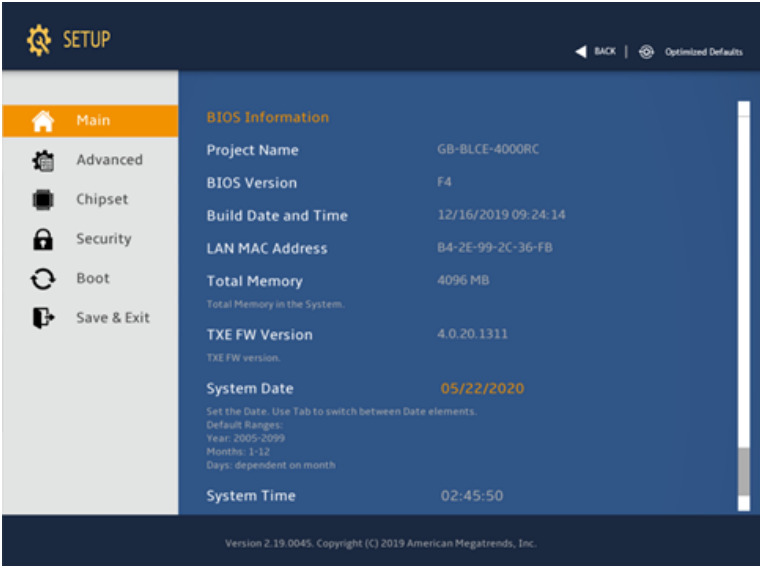 SETUP
BACK | Optimized Defaults
Main
Advanced
Chipset
Security
Boot
Save & Exit
BIOS Information
Project Name GB-BLCE-4000RC
BIOS Version F4
Build Date and Time 12/16/2019 09:24:14
LAN MAC Address B4-2E-99-2C-36-FB
Total Memory 4096 MB
Total Memory in the System.
TXE FW Version 4.0.20.1311
TXE FW version.
System Date 05/22/2020
Set the Date. Use Tab to switch between Date elements.
Default Ranges:
Year: 2005-2099
Months: 1-12
Days: dependent on month
System Time 02:45:50
Version 2.19.0045. Copyright (C) 2019 American Megatrends, Inc.